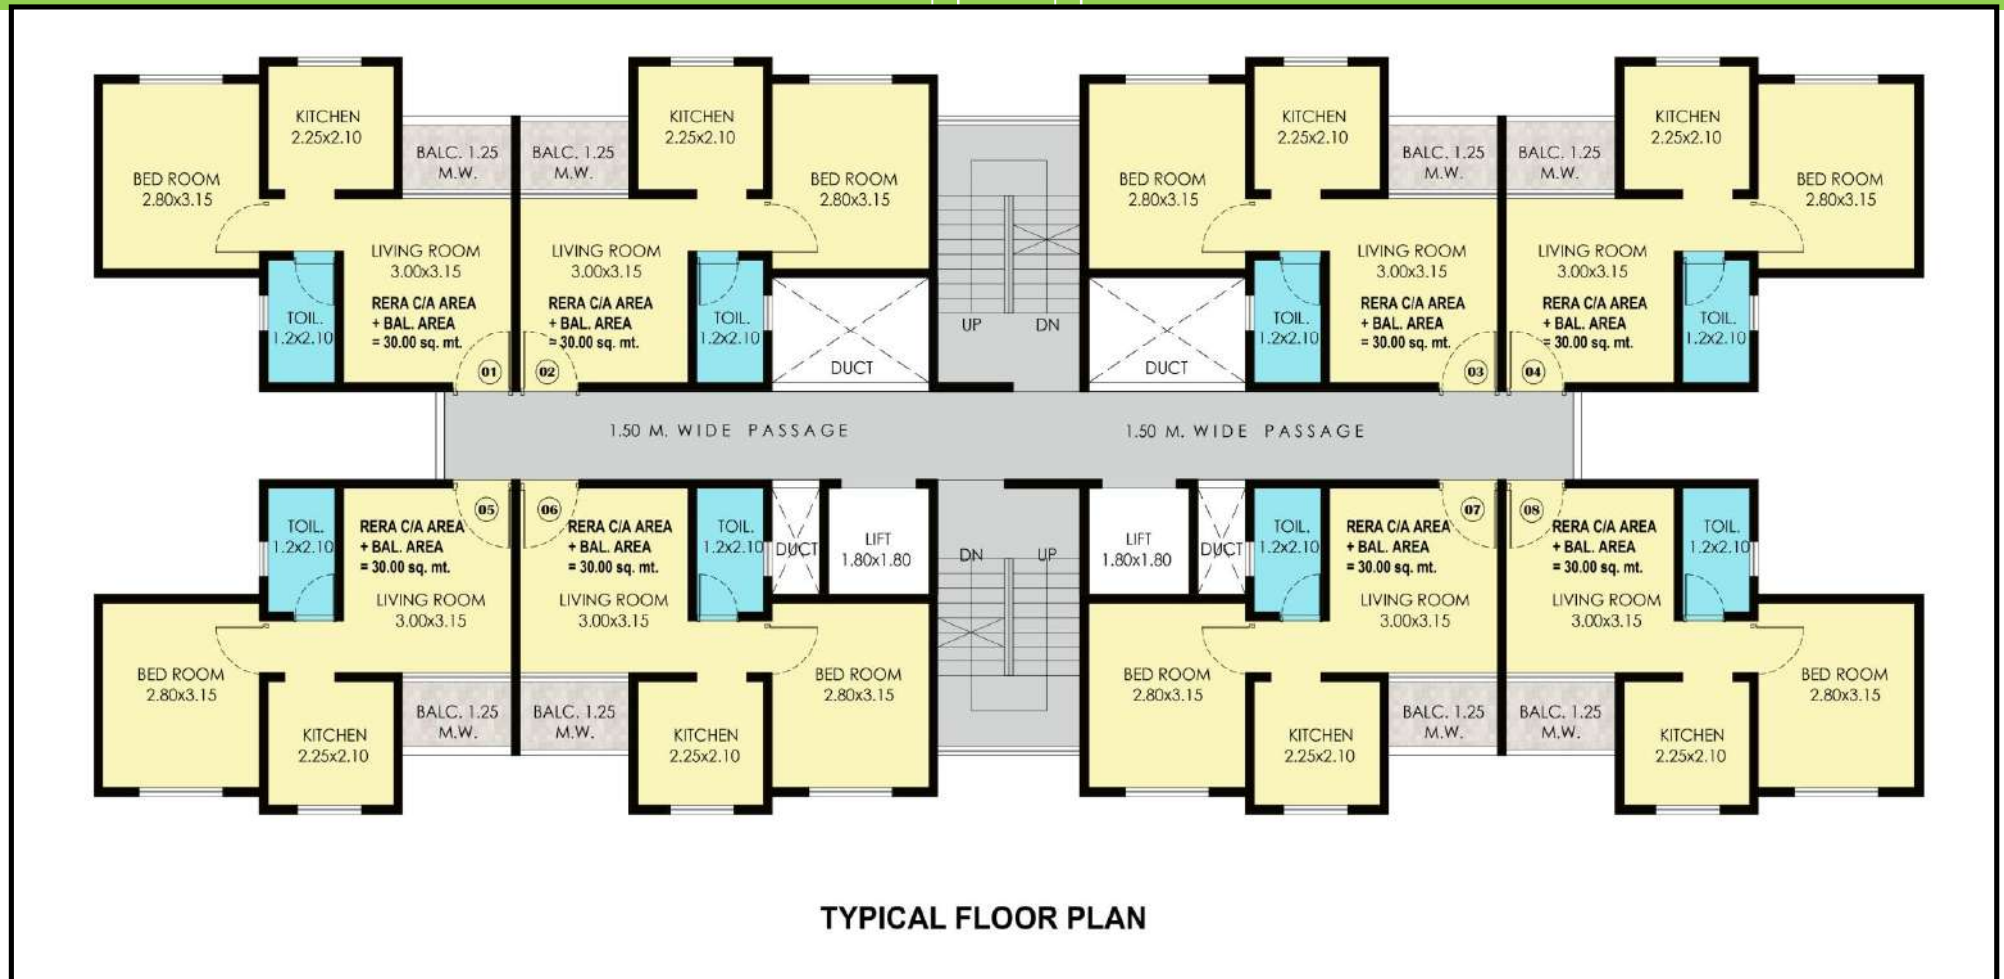 KITCHEN
2.25x2.10
BED ROOM
2.80x3.15
BALC. 1.25
M.W.
LIVING ROOM
3.00x3.15
RERA C/A AREA
+ BAL. AREA
= 30.00 sq. mt.
TOIL.
1.2x2.10
01
KITCHEN
2.25x2.10
BALC. 1.25
M.W.
BED ROOM
2.80x3.15
LIVING ROOM
3.00x3.15
RERA C/A AREA
+ BAL. AREA
= 30.00 sq. mt.
TOIL.
1.2x2.10
02
DUCT
UP
DN
KITCHEN
2.25x2.10
BED ROOM
2.80x3.15
BALC. 1.25
M.W.
LIVING ROOM
3.00x3.15
RERA C/A AREA
+ BAL. AREA
= 30.00 sq. mt.
DUCT
TOIL.
1.2x2.10
03
KITCHEN
2.25x2.10
BALC. 1.25
M.W.
BED ROOM
2.80x3.15
LIVING ROOM
3.00x3.15
RERA C/A AREA
+ BAL. AREA
= 30.00 sq. mt.
TOIL.
1.2x2.10
04
1.50 M. WIDE PASSAGE
1.50 M. WIDE PASSAGE
05
TOIL.
1.2x2.10
RERA C/A AREA
+ BAL. AREA
= 30.00 sq. mt.
LIVING ROOM
3.00x3.15
BED ROOM
2.80x3.15
BALC. 1.25
M.W.
KITCHEN
2.25x2.10
06
RERA C/A AREA
+ BAL. AREA
= 30.00 sq. mt.
TOIL.
1.2x2.10
DUCT
LIFT
1.80x1.80
LIVING ROOM
3.00x3.15
BED ROOM
2.80x3.15
BALC. 1.25
M.W.
KITCHEN
2.25x2.10
DN
UP
LIFT
1.80x1.80
DUCT
TOIL.
1.2x2.10
07
RERA C/A AREA
+ BAL. AREA
= 30.00 sq. mt.
LIVING ROOM
3.00x3.15
BED ROOM
2.80x3.15
BALC. 1.25
M.W.
KITCHEN
2.25x2.10
08
RERA C/A AREA
+ BAL. AREA
= 30.00 sq. mt.
TOIL.
1.2x2.10
LIVING ROOM
3.00x3.15
BED ROOM
2.80x3.15
BALC. 1.25
M.W.
KITCHEN
2.25x2.10
TYPICAL FLOOR PLAN